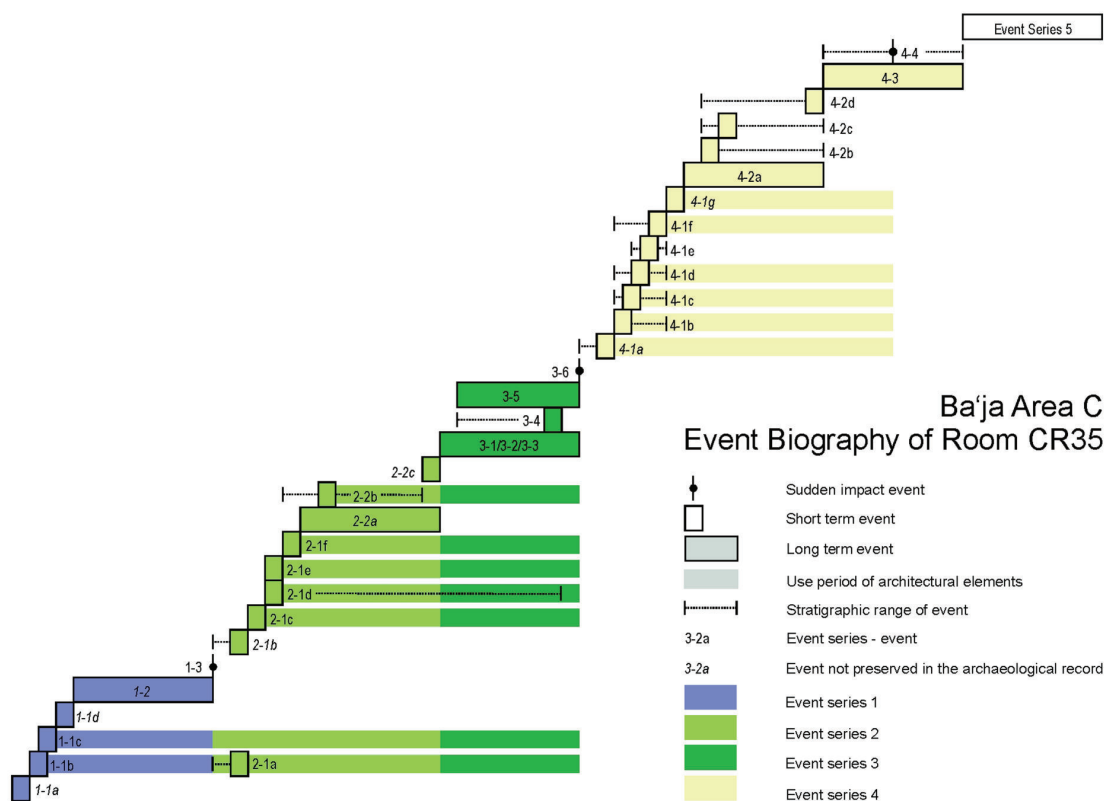 Event Series 5
4-4
4-3
4-2d
4-2c
4-2b
4-2a
4-1g
4-1f
4-1e
4-1d
4-1c
4-1b
4-1a
3-6
3-5
3-4
3-1/3-2/3-3
2-2c
2-2b
2-2a
2-1f
2-1e
2-1d
2-1c
2-1b
1-3
1-2
1-1d
1-1c
1-1b
2-1a
1-1a
Ba‘ja Area C
Event Biography of Room CR35
Sudden impact event
Short term event
Long term event
Use period of architectural elements
Stratigraphic range of event
3-2a Event series - event
3-2a Event not preserved in the archaeological record
Event series 1
Event series 2
Event series 3
Event series 4